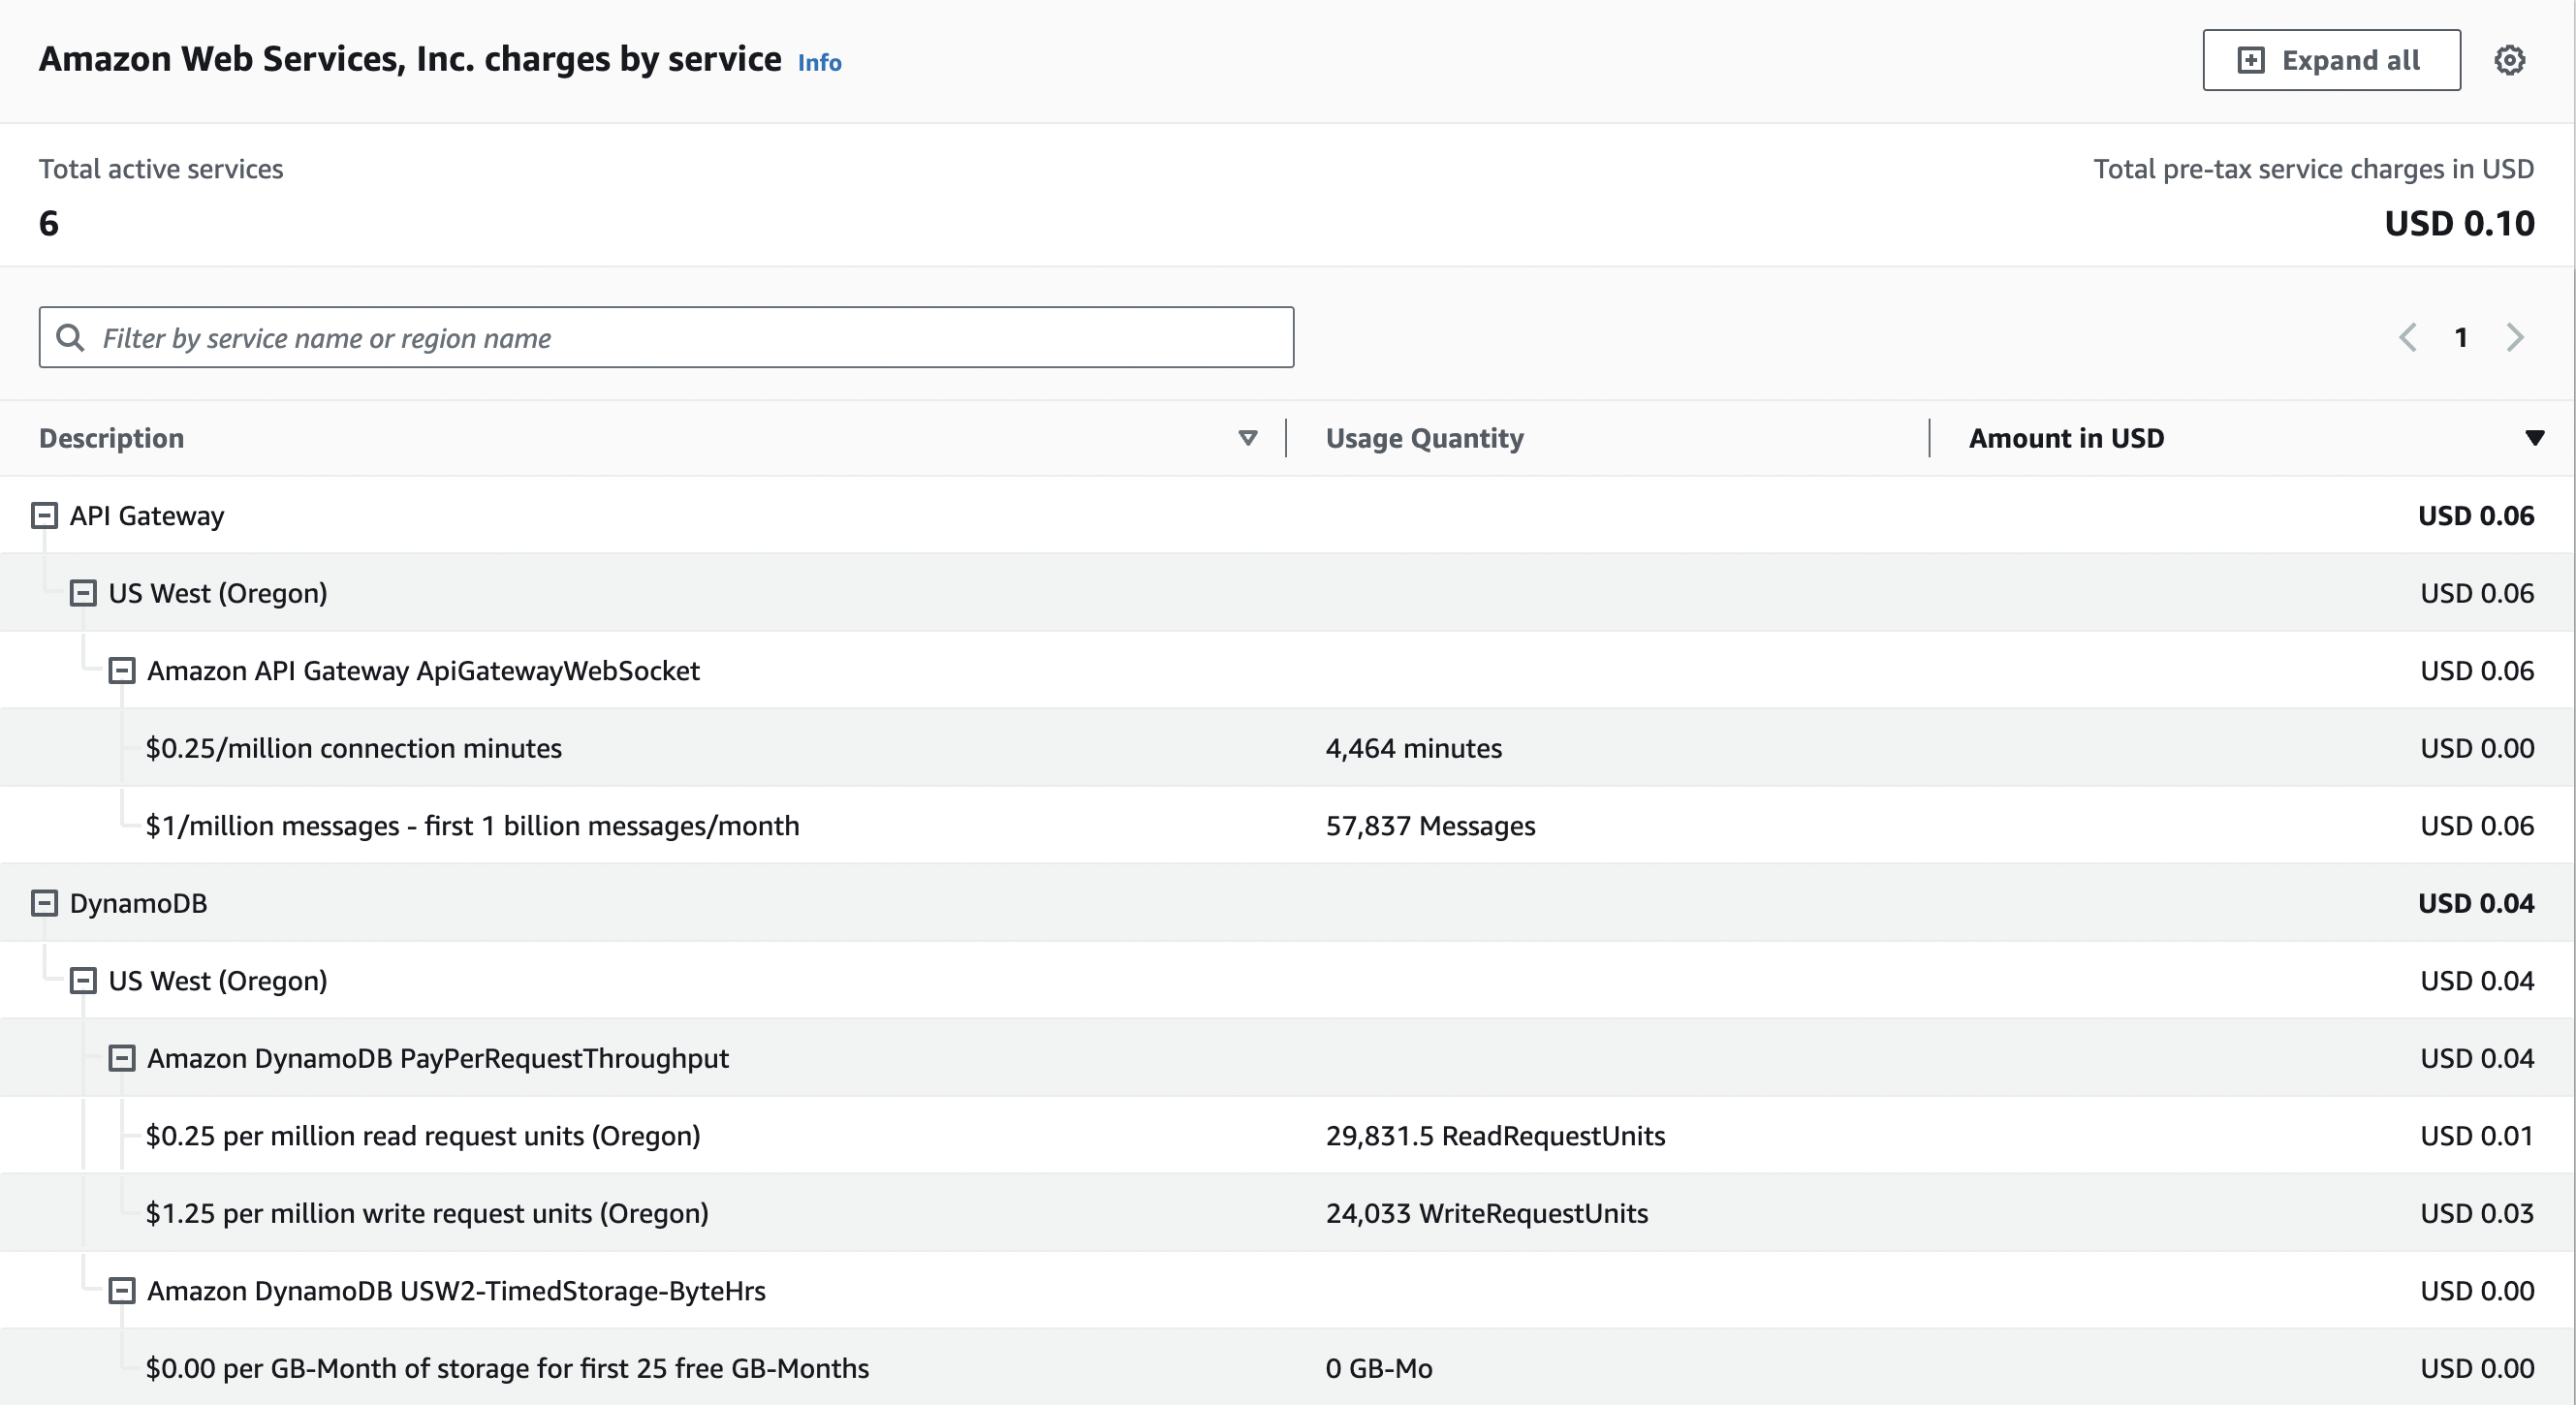 Amazon Web Services, Inc. charges by service Info
Expand all
Total active services
Total pre-tax service charges in USD
6
USD 0.10
Filter by service name or region name
1
Description Usage Quantity Amount in USD
API Gateway USD 0.06
US West (Oregon) USD 0.06
Amazon API Gateway ApiGatewayWebSocket USD 0.06
$0.25/million connection minutes 4,464 minutes USD 0.00
$1/million messages - first 1 billion messages/month 57,837 Messages USD 0.06
DynamoDB USD 0.04
US West (Oregon) USD 0.04
Amazon DynamoDB PayPerRequestThroughput USD 0.04
$0.25 per million read request units (Oregon) 29,831.5 ReadRequestUnits USD 0.01
$1.25 per million write request units (Oregon) 24,033 WriteRequestUnits USD 0.03
Amazon DynamoDB USW2-TimedStorage-ByteHrs USD 0.00
$0.00 per GB-Month of storage for first 25 free GB-Months 0 GB-Mo USD 0.00